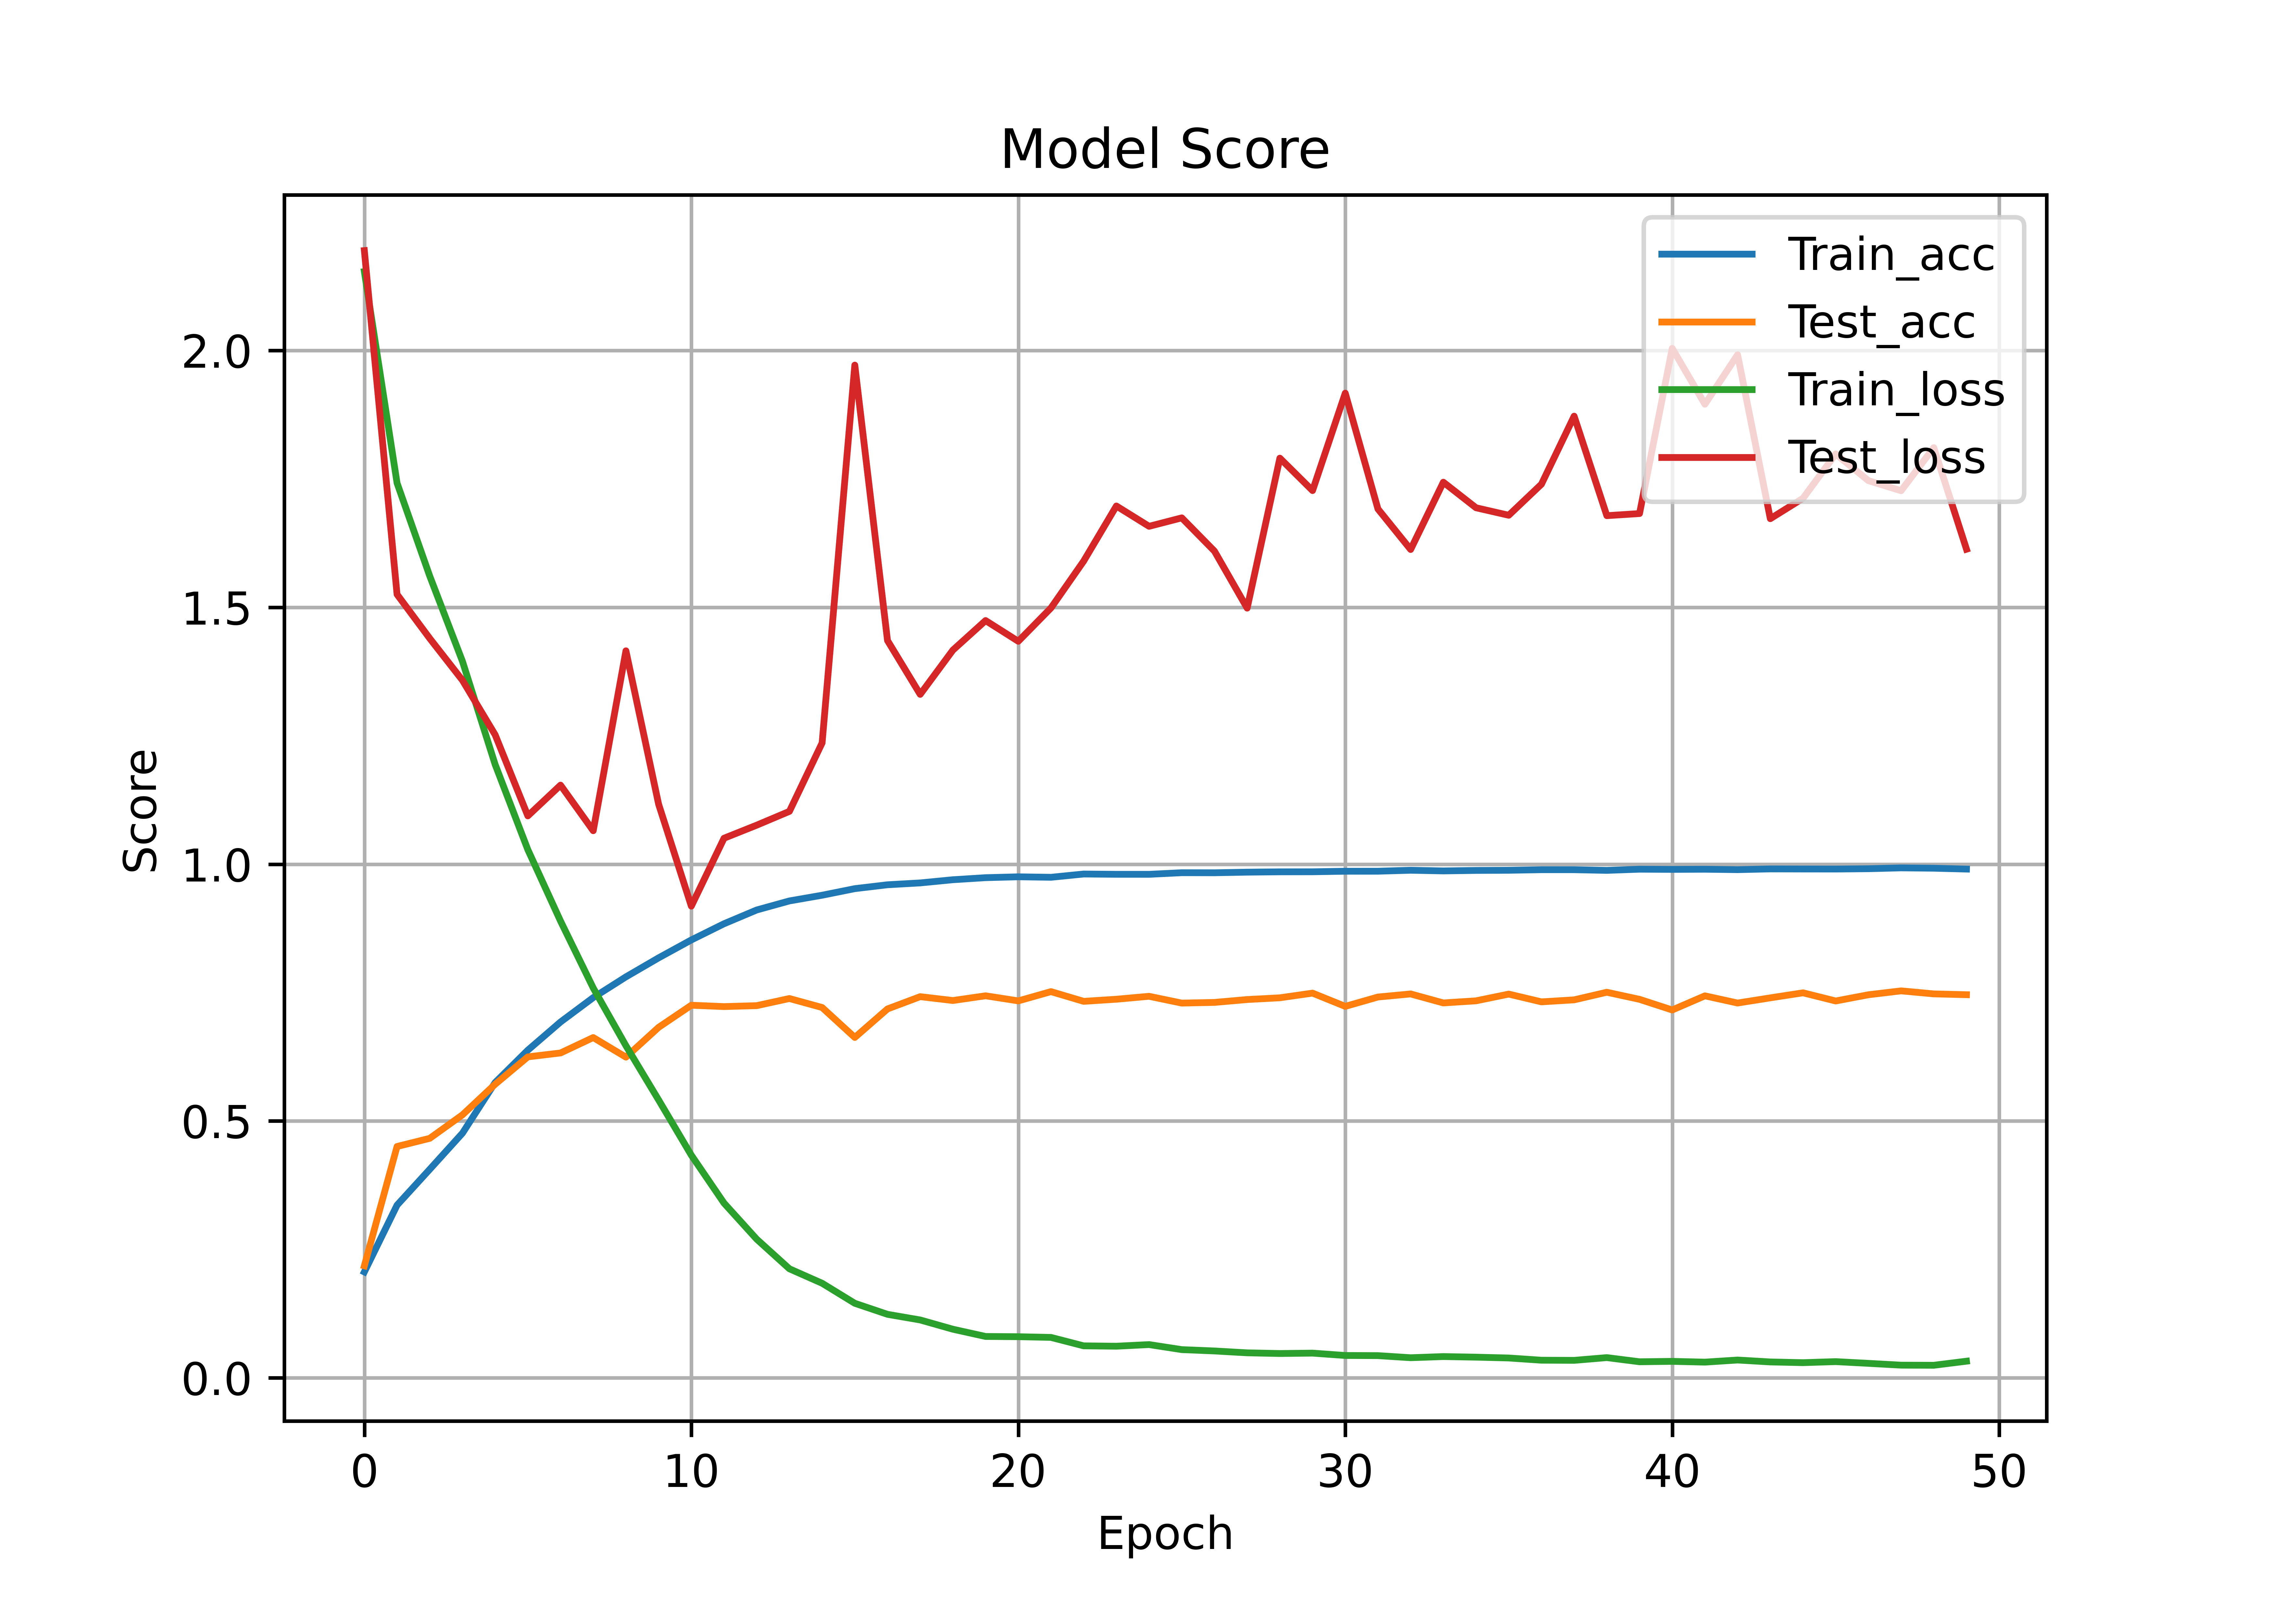 Model Score
Train_acc
Test_acc
Train_loss
Test_loss
2.0
1.5
1.0
0.5
0.0
Score
0 10 20 30 40 50
Epoch